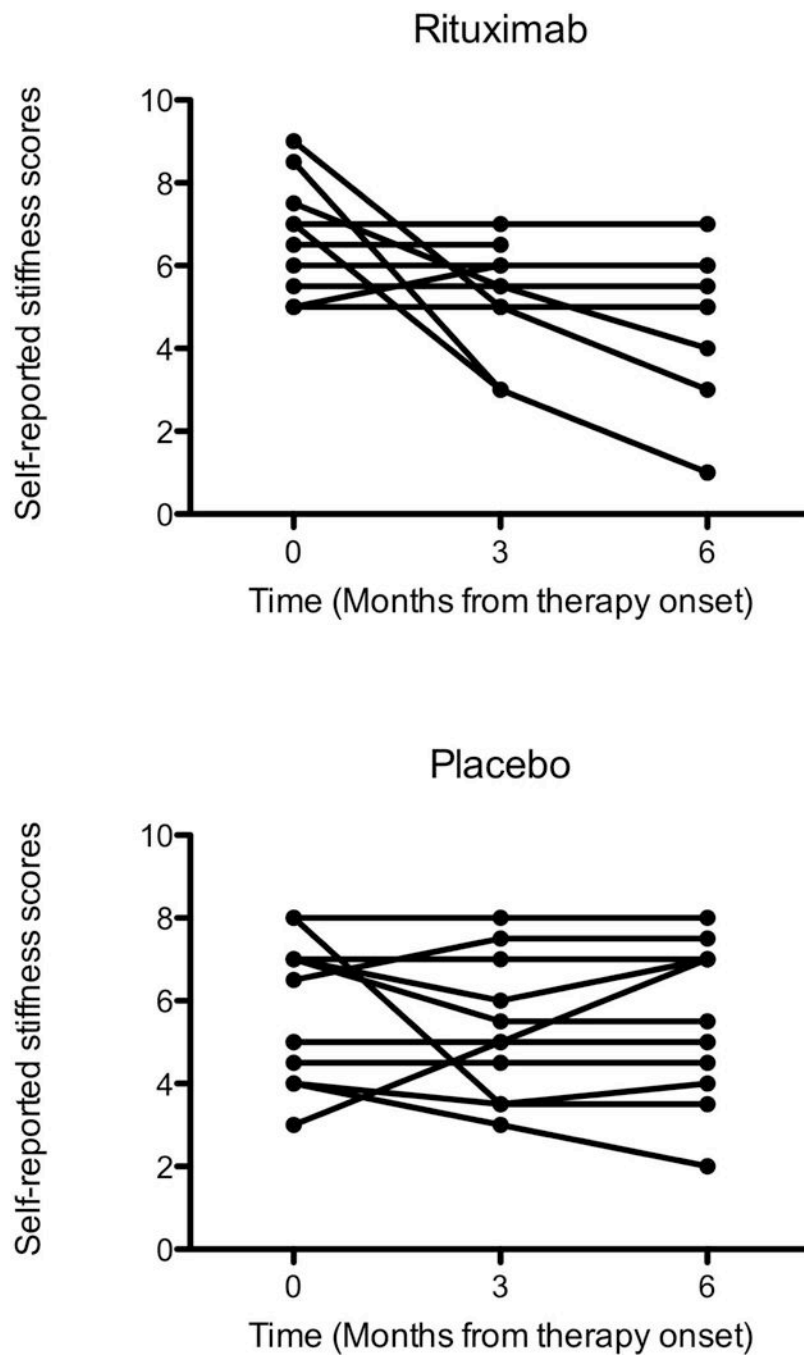 Rituximab
Self-reported stiffness scores
10
8
6
4
2
0
0 3 6
Time (Months from therapy onset)
Placebo
Self-reported stiffness scores
10
8
6
4
2
0
0 3 6
Time (Months from therapy onset)